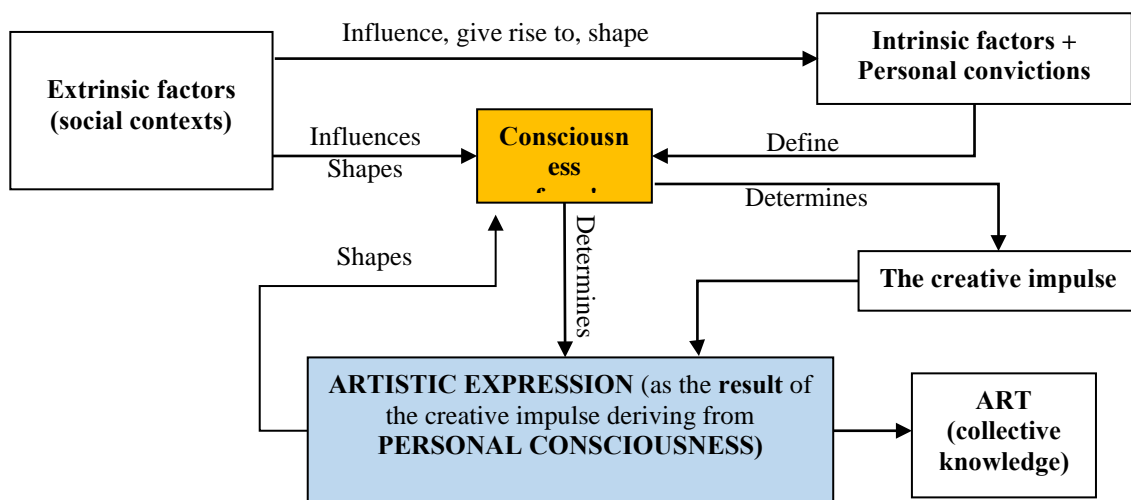 Influence, give rise to, shape
Intrinsic factors +
Personal convictions
Extrinsic factors
(social contexts)
Influences
Shapes
Consciousn
ess
Define
Determines
Determines
Shapes
The creative impulse
ARTISTIC EXPRESSION (as the result of
the creative impulse deriving from
PERSONAL CONSCIOUSNESS)
ART
(collective
knowledge)